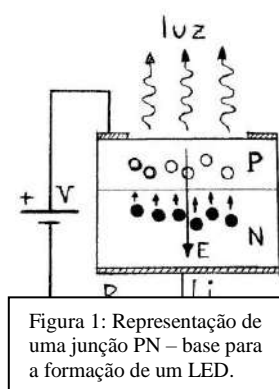 luz
P
+ V
N
E
Figura 1: Representação de
uma junção PN – base para
a formação de um LED.